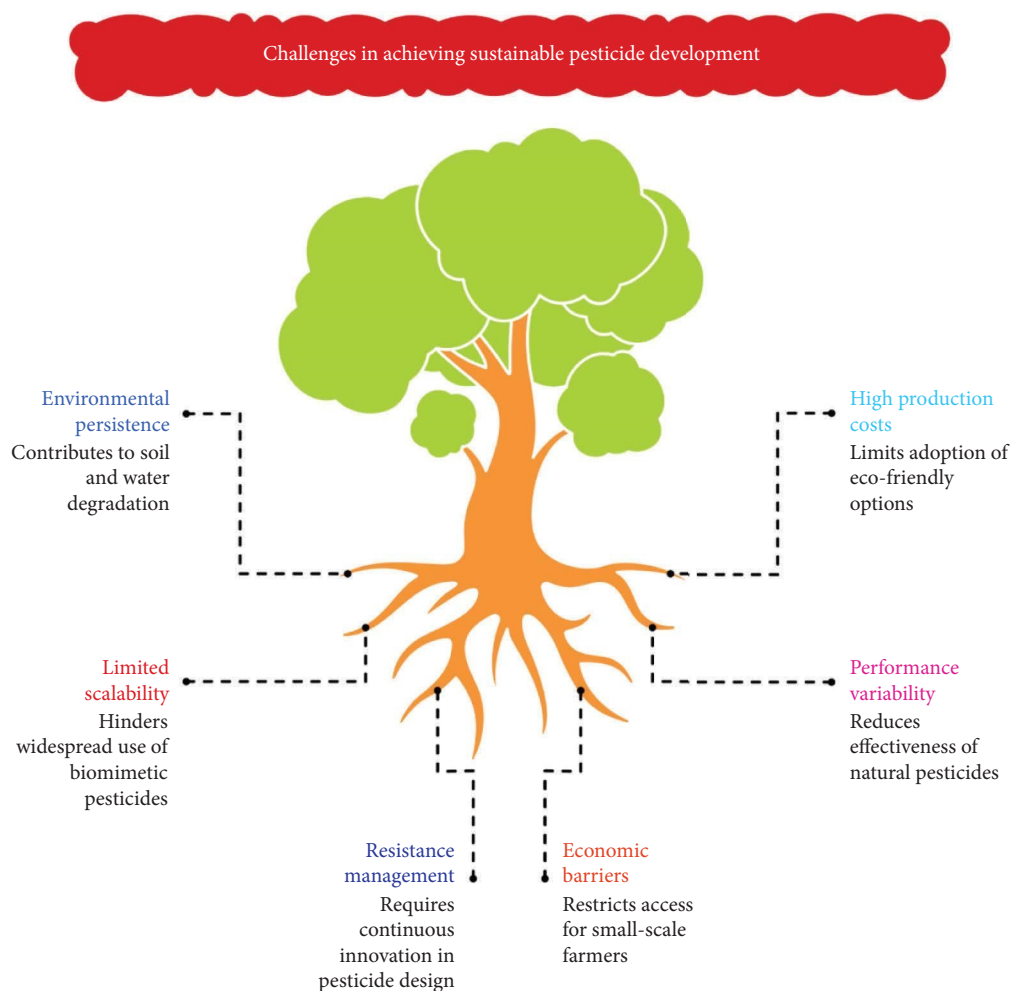 Challenges in achieving sustainable pesticide development
Environmental
persistence
Contributes to soil
and water
degradation
High production
costs
Limits adoption of
eco-friendly
options
Limited
scalability
Hinders
widespread use of
biomimetic
pesticides
Performance
variability
Reduces
effectiveness of
natural pesticides
Resistance
management
Requires
continuous
innovation in
pesticide design
Economic
barriers
Restricts access
for small-scale
farmers